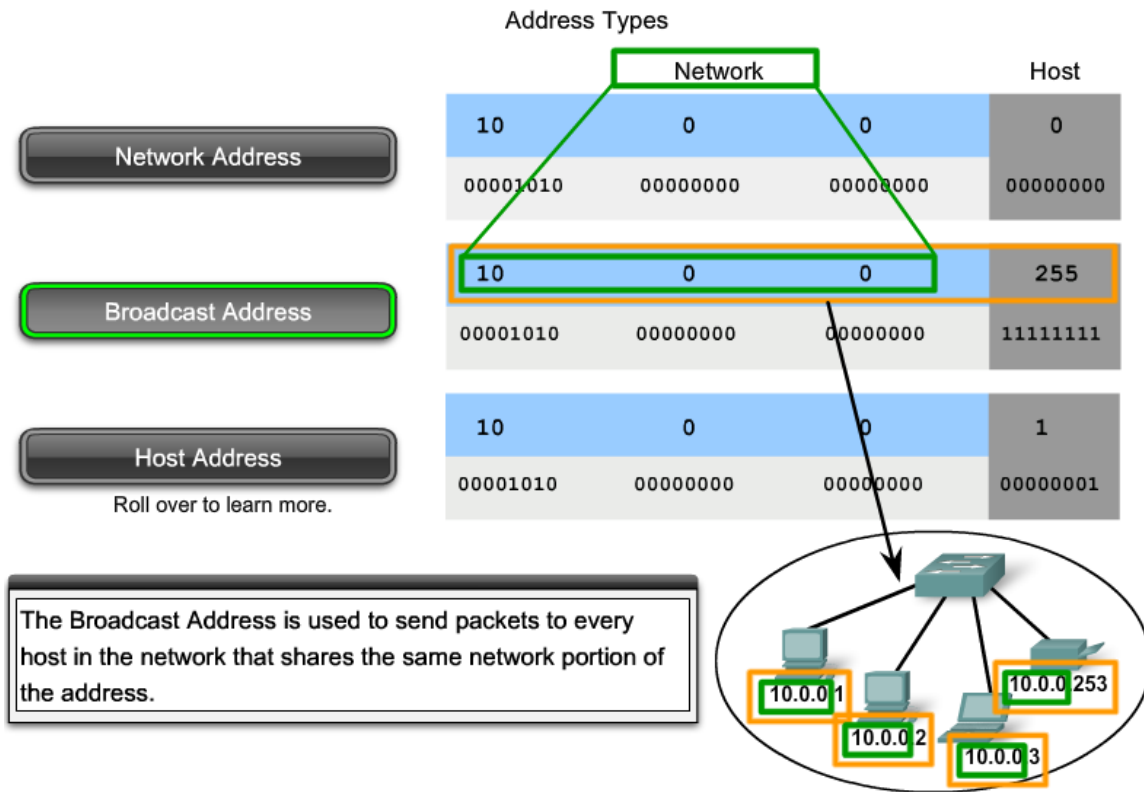 Address Types
Network Host
Network Address
10 0 0 0
00001010 00000000 00000000 00000000
Broadcast Address
10 0 0 255
00001010 00000000 00000000 11111111
Host Address
10 0 0 1
00001010 00000000 00000000 00000001
Roll over to learn more.
The Broadcast Address is used to send packets to every
host in the network that shares the same network portion of
the address.
10.0.0.1
10.0.0.2
10.0.0.3
10.0.0.253